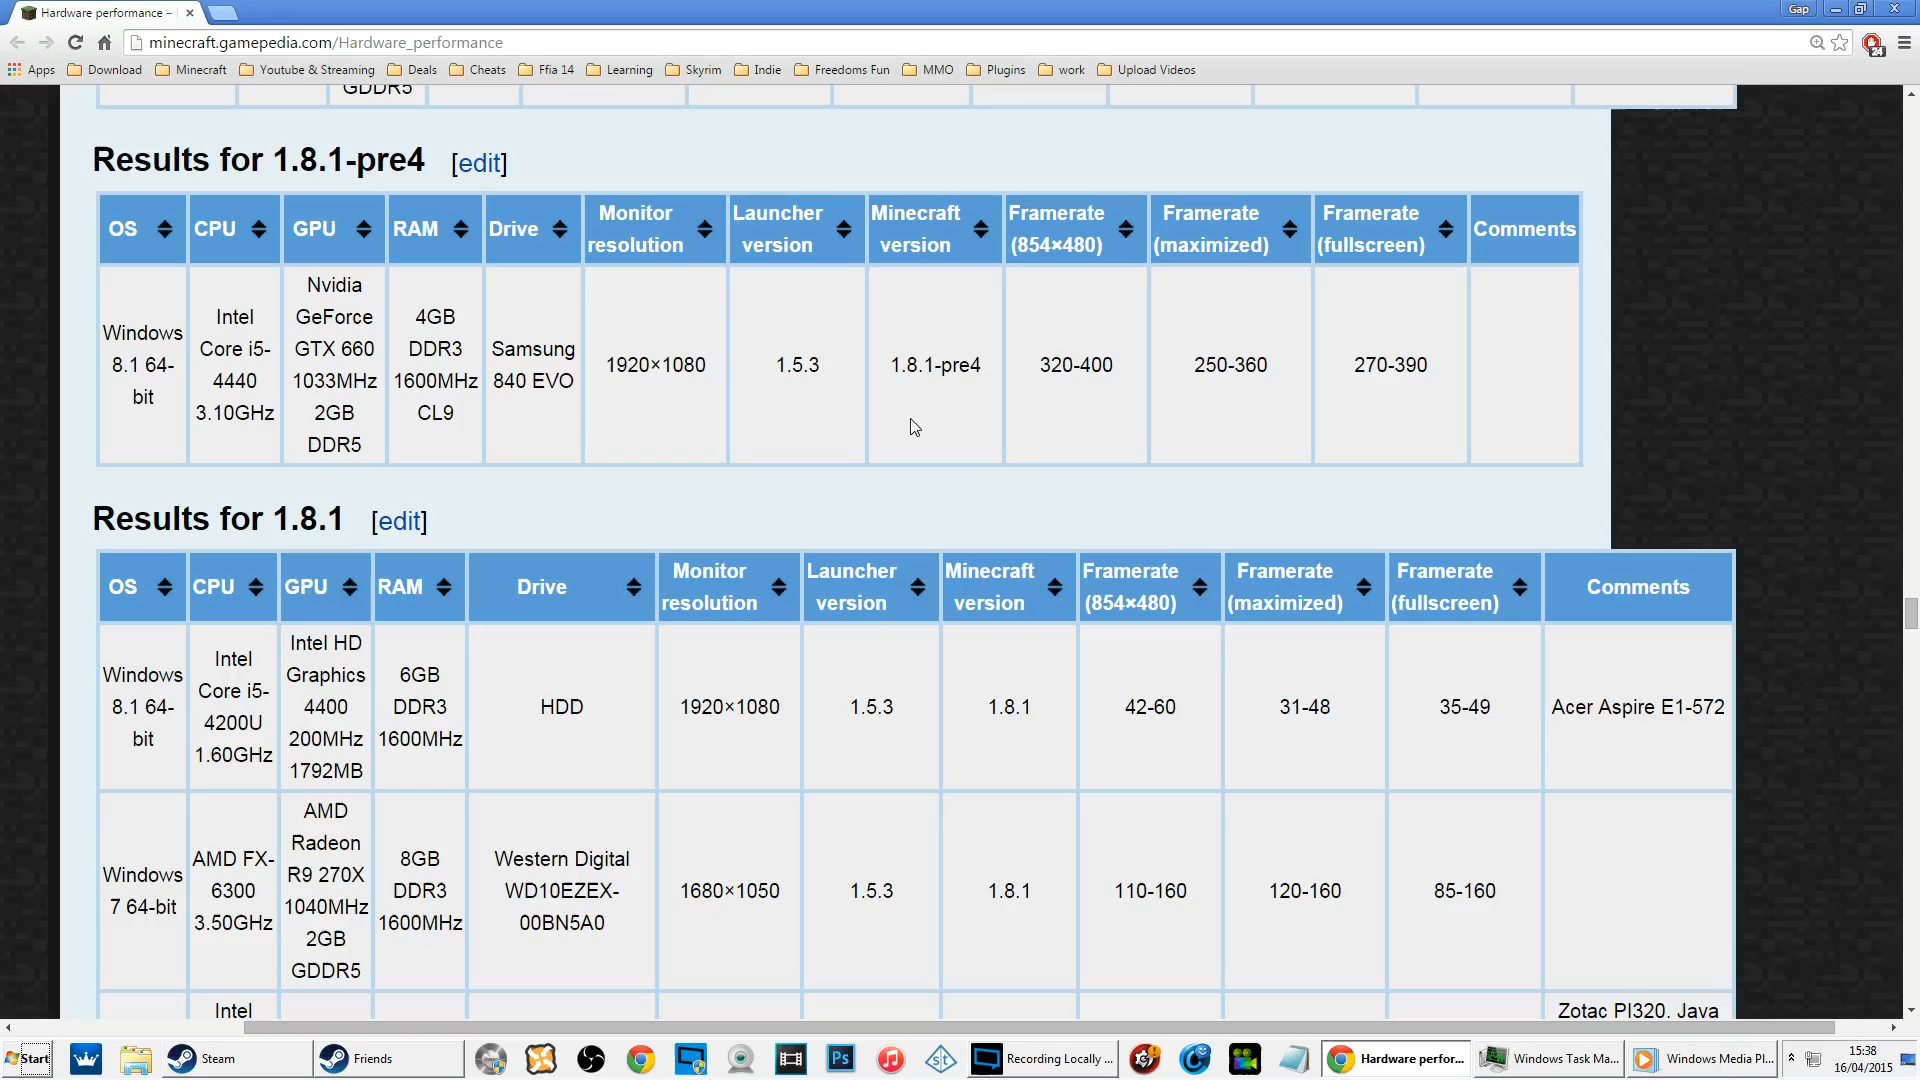 Hardware performance –
Gap
minecraft.gamepedia.com/Hardware_performance
24
Apps
Download
Minecraft
Youtube & Streaming
Deals
Cheats
Ffia 14
Learning
Skyrim
Indie
Freedoms Fun
MMO
Plugins
work
Upload Videos
GDDR5
Results for 1.8.1-pre4 [edit]
OS
CPU
GPU
RAM
Drive
Monitor
resolution
Launcher
version
Minecraft
version
Framerate
(854×480)
Framerate
(maximized)
Framerate
(fullscreen)
Comments
Windows
8.1 64-
bit
Intel
Core i5-
4440
3.10GHz
Nvidia
GeForce
GTX 660
1033MHz
2GB
DDR5
4GB
DDR3
1600MHz
CL9
Samsung
840 EVO
1920×1080
1.5.3
1.8.1-pre4
320-400
250-360
270-390
Results for 1.8.1 [edit]
OS
CPU
GPU
RAM
Drive
Monitor
resolution
Launcher
version
Minecraft
version
Framerate
(854×480)
Framerate
(maximized)
Framerate
(fullscreen)
Comments
Windows
8.1 64-
bit
Intel
Core i5-
4200U
1.60GHz
Intel HD
Graphics
4400
200MHz
1792MB
6GB
DDR3
1600MHz
HDD
1920×1080
1.5.3
1.8.1
42-60
31-48
35-49
Acer Aspire E1-572
Windows
7 64-bit
AMD FX-
6300
3.50GHz
AMD
Radeon
R9 270X
1040MHz
2GB
GDDR5
8GB
DDR3
1600MHz
Western Digital
WD10EZEX-
00BN5A0
1680×1050
1.5.3
1.8.1
110-160
120-160
85-160
Intel
Zotac PI320. Java
Start
Steam
Friends
Ps
st
Recording Locally ...
Hardware perfor...
Windows Task Ma...
Windows Media Pl...
15:38
16/04/2015